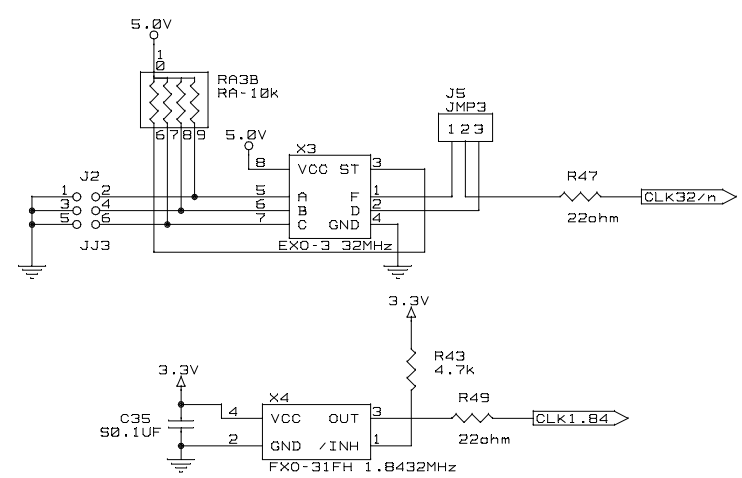 5.0V
1
0
RA3B
RA-10k
6 7 8 9
J5
JMP3
1 2 3
5.0V
X3
8 VCC ST 3
R47
J2
1 2 5 A F 1 CLK32/n
3 4 6 B D 2
5 6 7 C GND 4 22ohm
JJ3 EXO-3 32MHz
3.3V
3.3V
R43
4.7k
X4
R49
C35
S0.1UF
4 VCC OUT 3 CLK1.84
2 GND /INH 1 22ohm
FXO-31FH 1.8432MHz